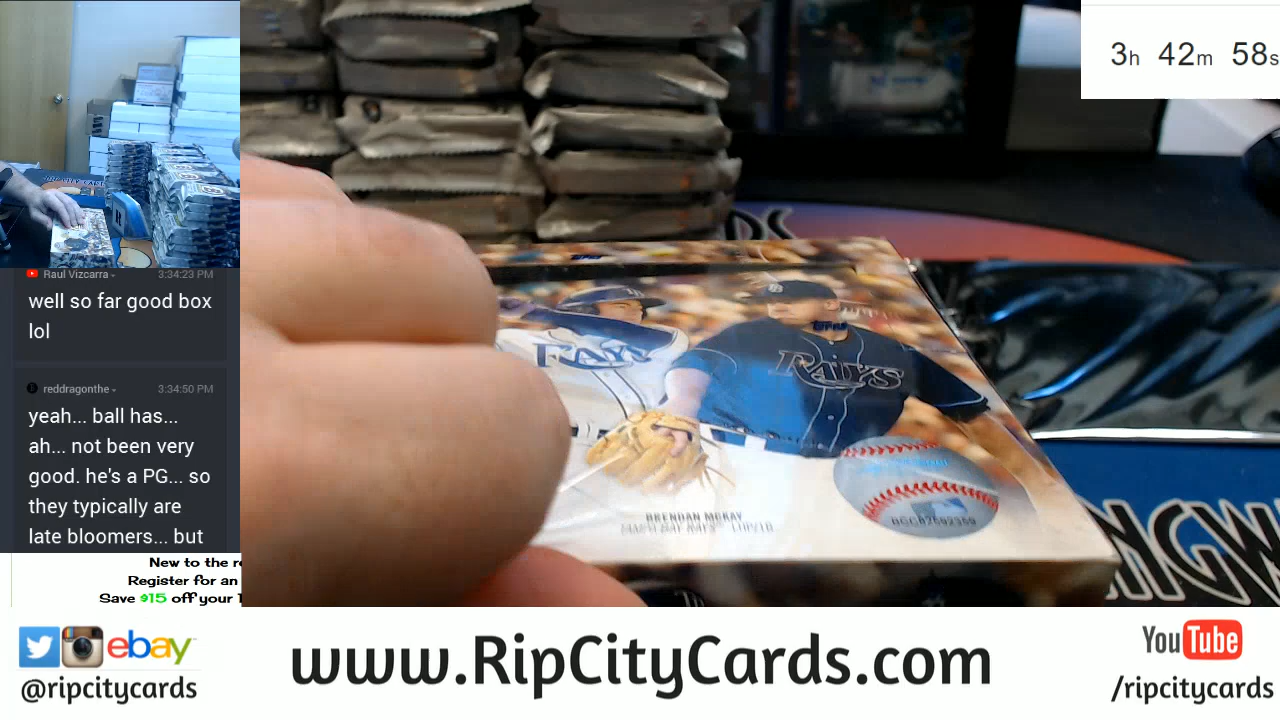 3h 42m 58s
Raul Vizcarra 3:34:23 PM
well so far good box
lol
reddragonthe 3:34:50 PM
yeah... ball has...
ah... not been very
good. he's a PG... so
they typically are
late bloomers... but
New to the r
Register for an
Save $15 off your
RAYS
RAYS
BRENDAN McKAY
ebay
@ripcitycards
www.RipCityCards.com
YouTube
/ripcitycards